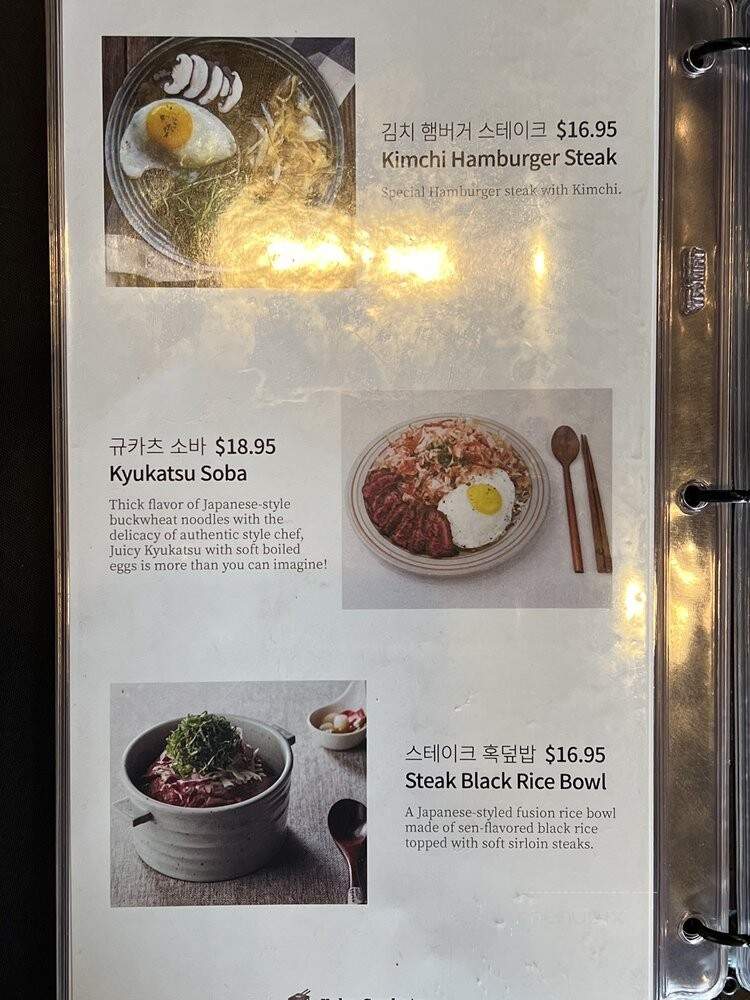 김치 햄버거 스테이크 $16.95
Kimchi Hamburger Steak
Special Hamburger steak with Kimchi.
규카츠 소바 $18.95
Kyukatsu Soba
Thick flavor of Japanese-style
buckwheat noodles with the
delicacy of authentic style chef,
Juicy Kyukatsu with soft boiled
eggs is more than you can imagine!
스테이크 혹덮밥 $16.95
Steak Black Rice Bowl
A Japanese-styled fusion rice bowl
made of sen-flavored black rice
topped with soft sirloin steaks.